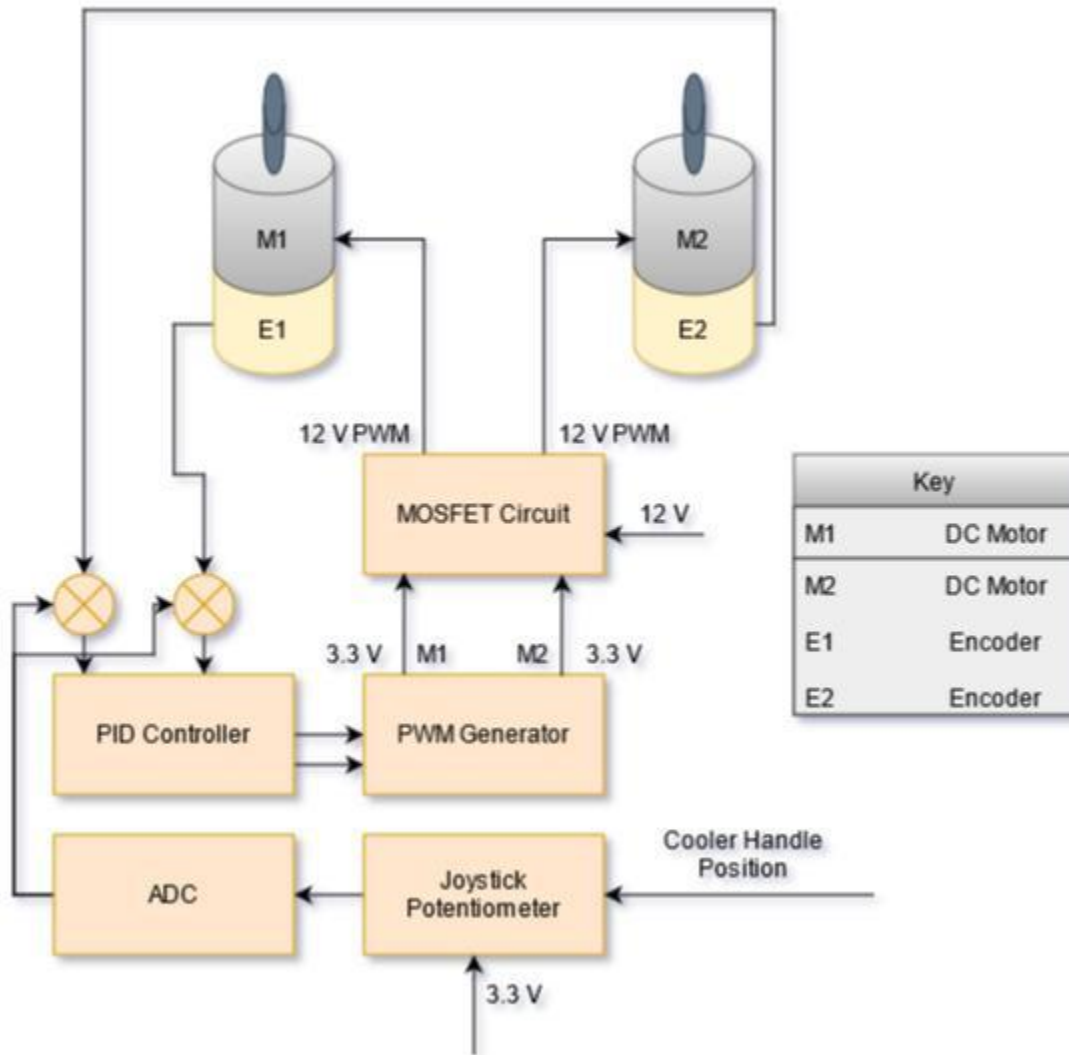 M1
M2
E1
E2
12 V PWM
12 V PWM
MOSFET Circuit
12 V
Key
M1 DC Motor
M2 DC Motor
E1 Encoder
E2 Encoder
3.3 V
M1
M2
3.3 V
PID Controller
PWM Generator
Cooler Handle
Position
ADC
Joystick
Potentiometer
3.3 V